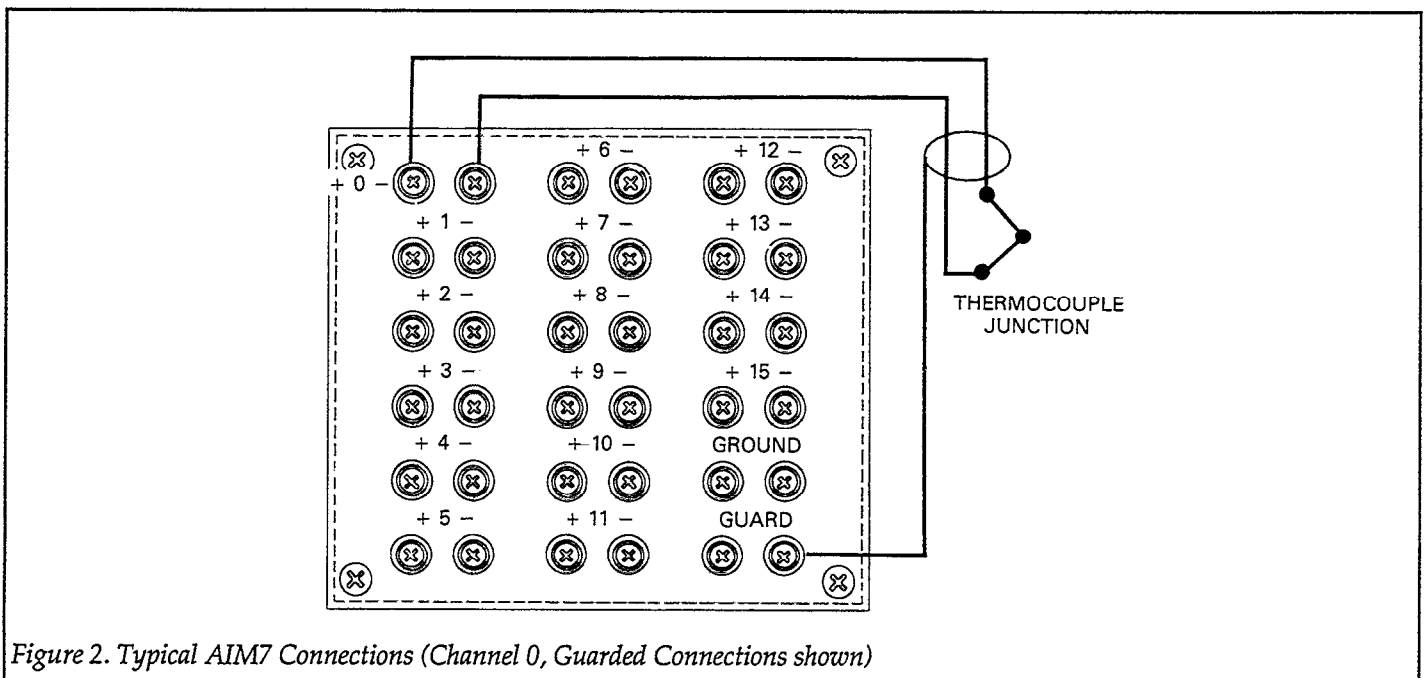 + 0 -
+ 6 -
+ 12 -
+ 1 -
+ 7 -
+ 13 -
+ 2 -
+ 8 -
+ 14 -
+ 3 -
+ 9 -
+ 15 -
+ 4 -
+ 10 -
GROUND
+ 5 -
+ 11 -
GUARD
THERMOCOUPLE
JUNCTION
Figure 2. Typical AIM7 Connections (Channel 0, Guarded Connections shown)